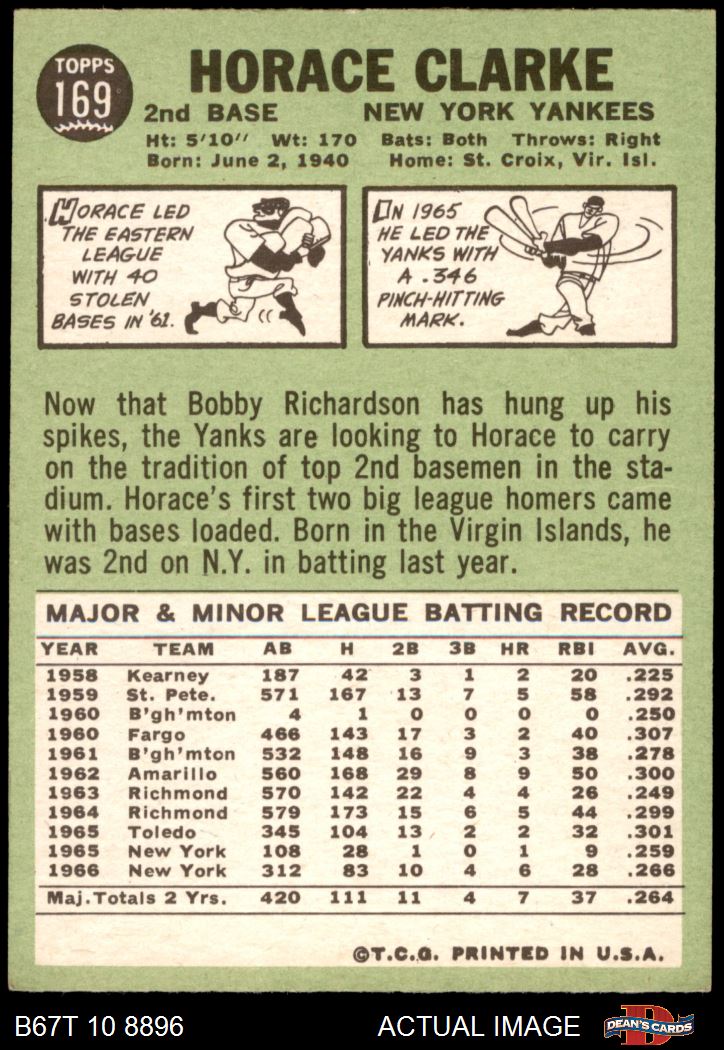 TOPPS
169
HORACE CLARKE
2nd BASE NEW YORK YANKEES
Ht: 5'10'' Wt: 170 Bats: Both Throws: Right
Born: June 2, 1940 Home: St. Croix, Vir. Isl.
HORACE LED
THE EASTERN
LEAGUE
WITH 40
STOLEN
BASES IN '61.
IN 1965
HE LED THE
YANKS WITH
A .346
PINCH-HITTING
MARK.
Now that Bobby Richardson has hung up his
spikes, the Yanks are looking to Horace to carry
on the tradition of top 2nd basemen in the sta-
dium. Horace's first two big league homers came
with bases loaded. Born in the Virgin Islands, he
was 2nd on N.Y. in batting last year.
MAJOR & MINOR LEAGUE BATTING RECORD
YEAR TEAM AB H 2B 3B HR RBI AVG.
1958 Kearney 187 42 3 1 2 20 .225
1959 St. Pete. 571 167 13 7 5 58 .292
1960 B'gh'mton 4 1 0 0 0 0 .250
1960 Fargo 466 143 17 3 2 40 .307
1961 B'gh'mton 532 148 16 9 3 38 .278
1962 Amarillo 560 168 29 8 9 50 .300
1963 Richmond 570 142 22 4 4 26 .249
1964 Richmond 579 173 15 6 5 44 .299
1965 Toledo 345 104 13 2 2 32 .301
1965 New York 108 28 1 0 1 9 .259
1966 New York 312 83 10 4 6 28 .266
Maj. Totals 2 Yrs. 420 111 11 4 7 37 .264
©T.C.G. PRINTED IN U.S.A.
B67T 10 8896 ACTUAL IMAGE D DEAN'S CARDS